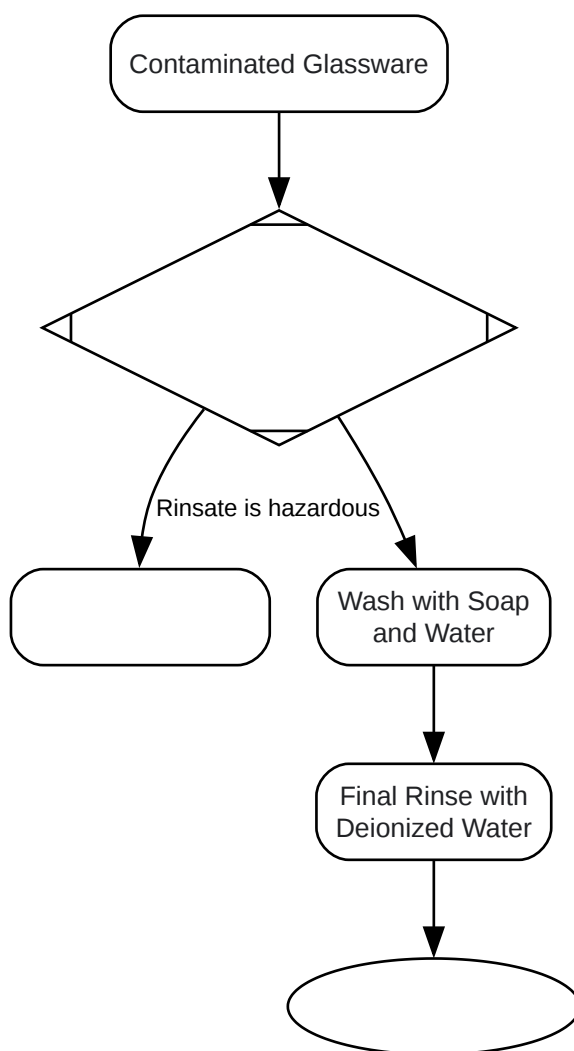 Contaminated Glassware
Rinsate is hazardous
Wash with Soap
and Water
Final Rinse with
Deionized Water